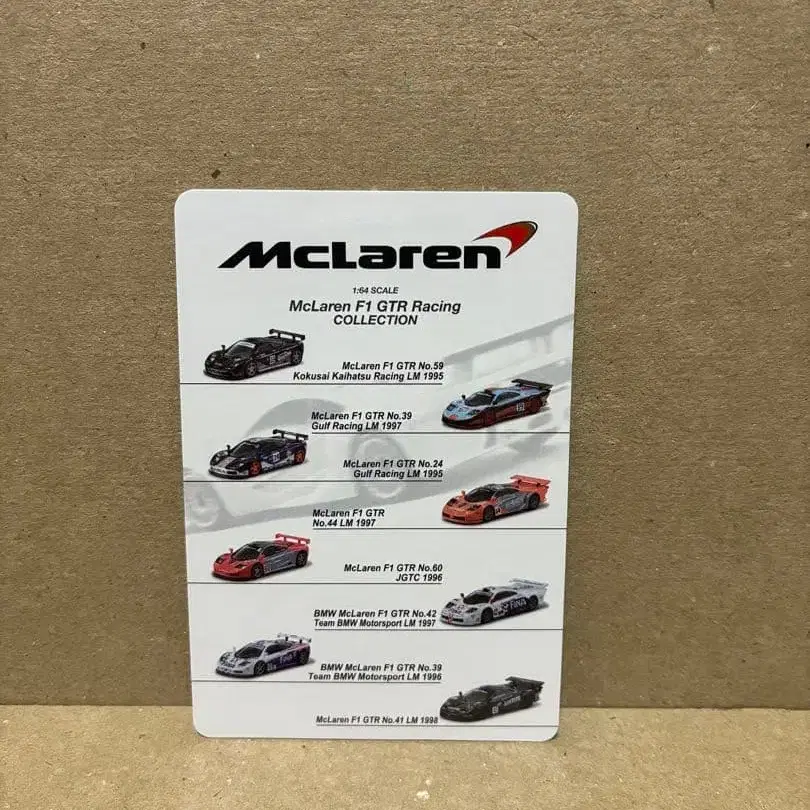 McLaren
1:64 SCALE
McLaren F1 GTR Racing
COLLECTION
McLaren F1 GTR No.59
Kokusai Kaihatsu Racing LM 1995
McLaren F1 GTR No.39
Gulf Racing LM 1997
McLaren F1 GTR No.24
Gulf Racing LM 1995
McLaren F1 GTR
No.44 LM 1997
McLaren F1 GTR No.60
JGTC 1996
BMW McLaren F1 GTR No.42
Team BMW Motorsport LM 1997
FINA
BMW McLaren F1 GTR No.39
Team BMW Motorsport LM 1996
FINA
McLaren F1 GTR No.41 LM 1998